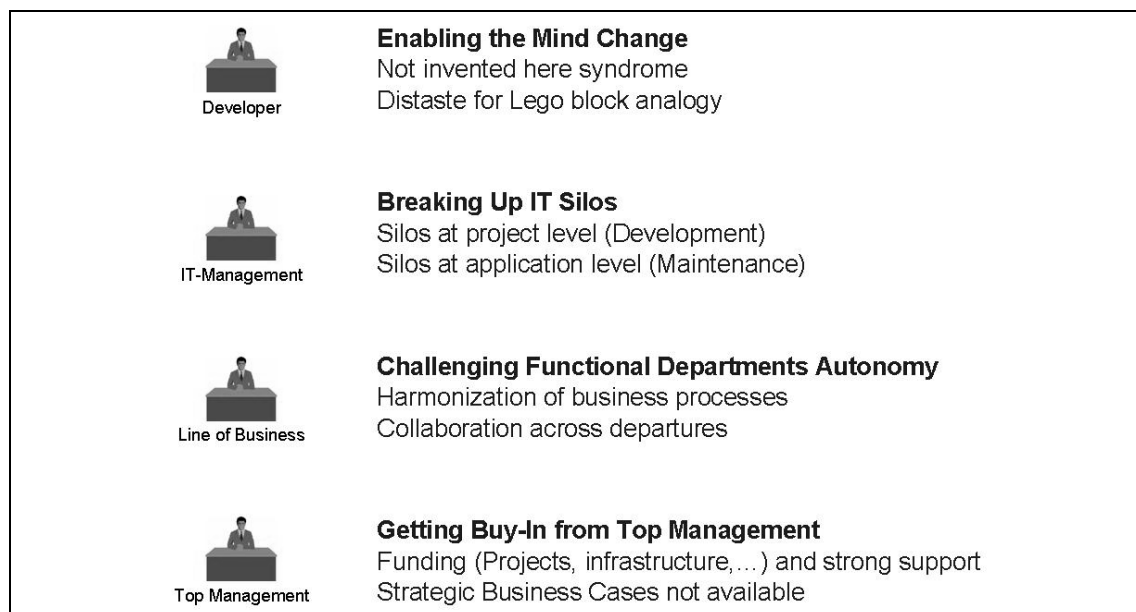 Enabling the Mind Change
Not invented here syndrome
Distaste for Lego block analogy
Developer
Breaking Up IT Silos
Silos at project level (Development)
Silos at application level (Maintenance)
IT-Management
Challenging Functional Departments Autonomy
Harmonization of business processes
Collaboration across departures
Line of Business
Getting Buy-In from Top Management
Funding (Projects, infrastructure,...) and strong support
Strategic Business Cases not available
Top Management